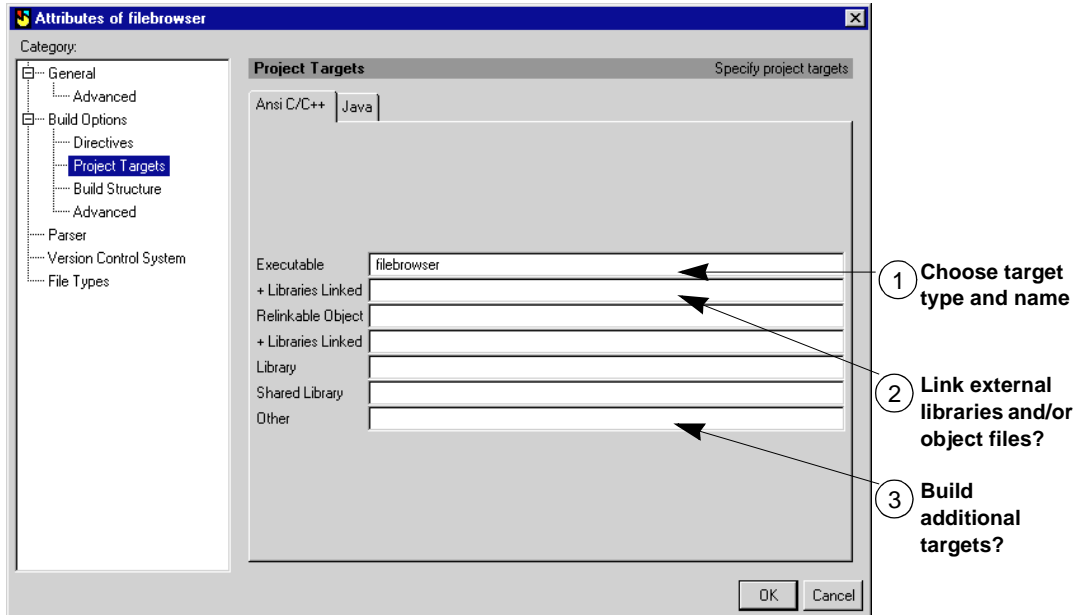 Attributes of filebrowser
Category:
General
Advanced
Build Options
Directives
Project Targets
Build Structure
Advanced
Parser
Version Control System
File Types
Project Targets
Specify project targets
Ansi C/C++
Java
Executable
filebrowser
+ Libraries Linked
Relinkable Object
+ Libraries Linked
Library
Shared Library
Other
OK
Cancel
1
Choose target
type and name
2
Link external
libraries and/or
object files?
3
Build
additional
targets?